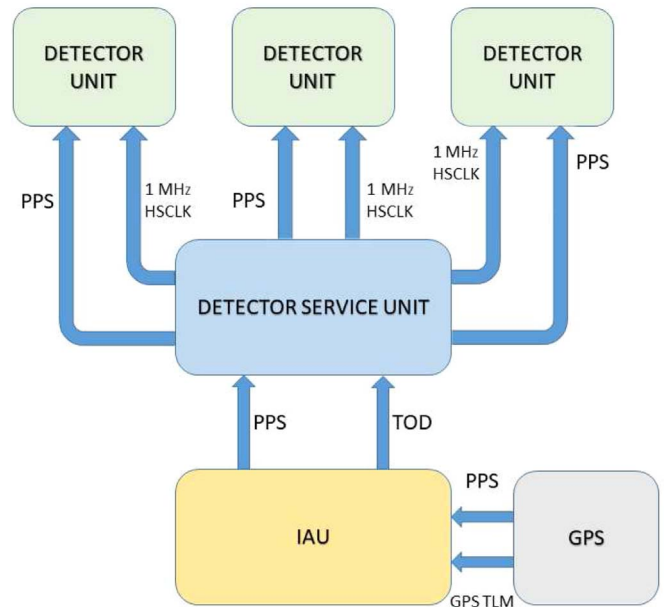 DETECTOR
UNIT
DETECTOR
UNIT
DETECTOR
UNIT
PPS
1 MHz
HSCLK
PPS
1 MHz
HSCLK
1 MHz
HSCLK
PPS
DETECTOR SERVICE UNIT
PPS
TOD
IAU
PPS
GPS
GPS TLM